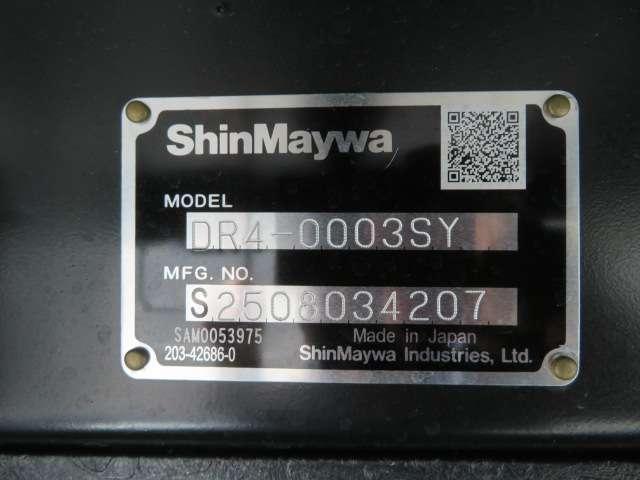 ShinMaywa
MODEL
DR4-0003SY
MFG. NO.
S2508034207
SAM0053975
Made in Japan
203-42686-0
ShinMaywa Industries, Ltd.